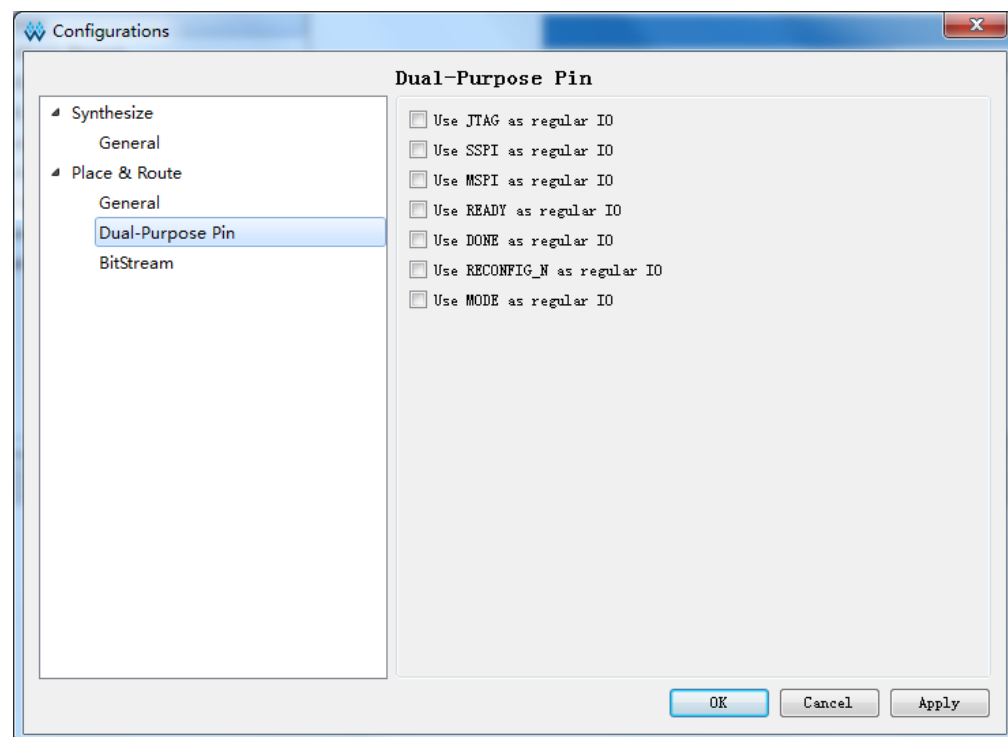 Configurations
Dual-Purpose Pin
Synthesize
General
Place & Route
General
Dual-Purpose Pin
BitStream
Use JTAG as regular IO
Use SSPI as regular IO
Use MSPI as regular IO
Use READY as regular IO
Use DONE as regular IO
Use RECONFIG_N as regular IO
Use MODE as regular IO
OK
Cancel
Apply